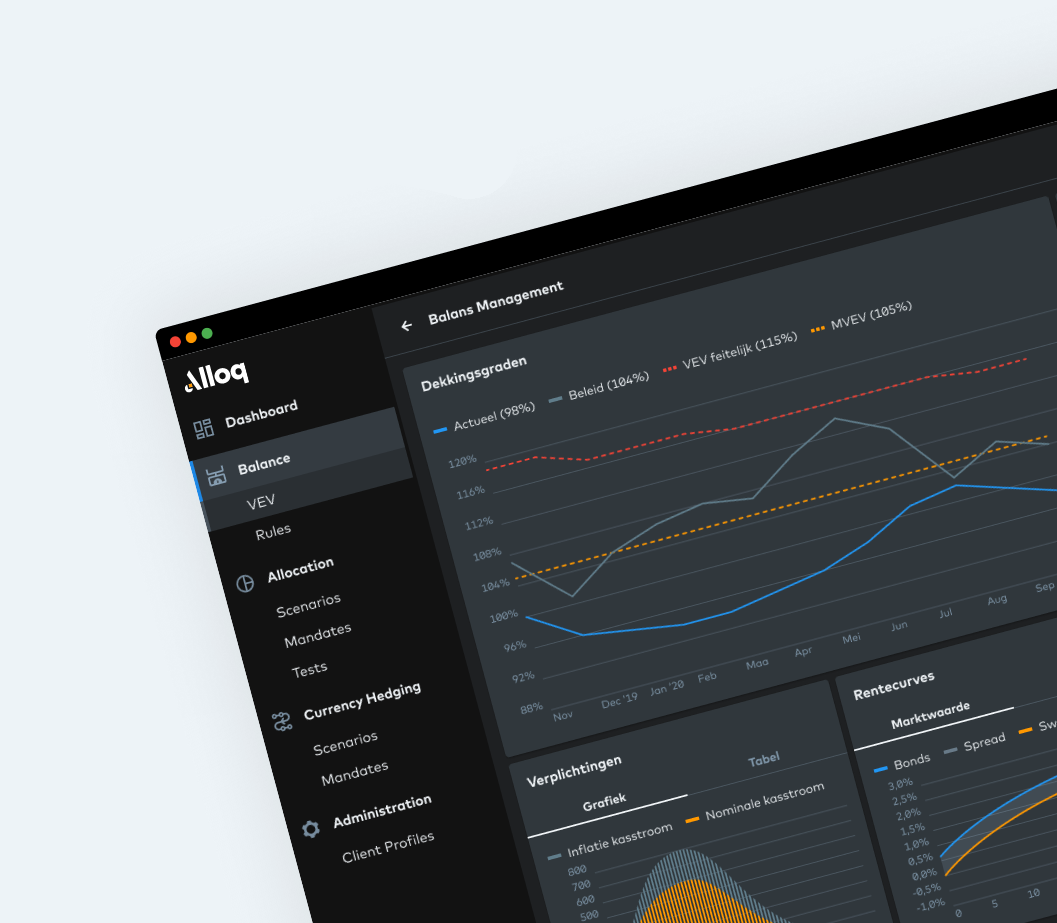 Alloq
Dashboard
Balance
VEV
Rules
Allocation
Scenarios
Mandates
Tests
Currency Hedging
Scenarios
Mandates
Administration
Client Profiles
Balans Management
Dekkingsgraden
Actueel (98%) Beleid (104%) VEV feitelijk (115%) MVEV (105%)
120%
116%
112%
108%
104%
100%
96%
92%
88%
Nov Dec '19 Jan '20 Feb Maa Apr Mei Jun Jul Aug Sep
Verplichtingen
Grafiek Tabel
Inflatie kasstroom Nominale kasstroom
800
700
600
500
Rentecurves
Marktwaarde
Bonds Spread Sw
3,0%
2,5%
2,0%
1,5%
1,0%
0,5%
0,0%
-0,5%
-1,0%
0 5 10